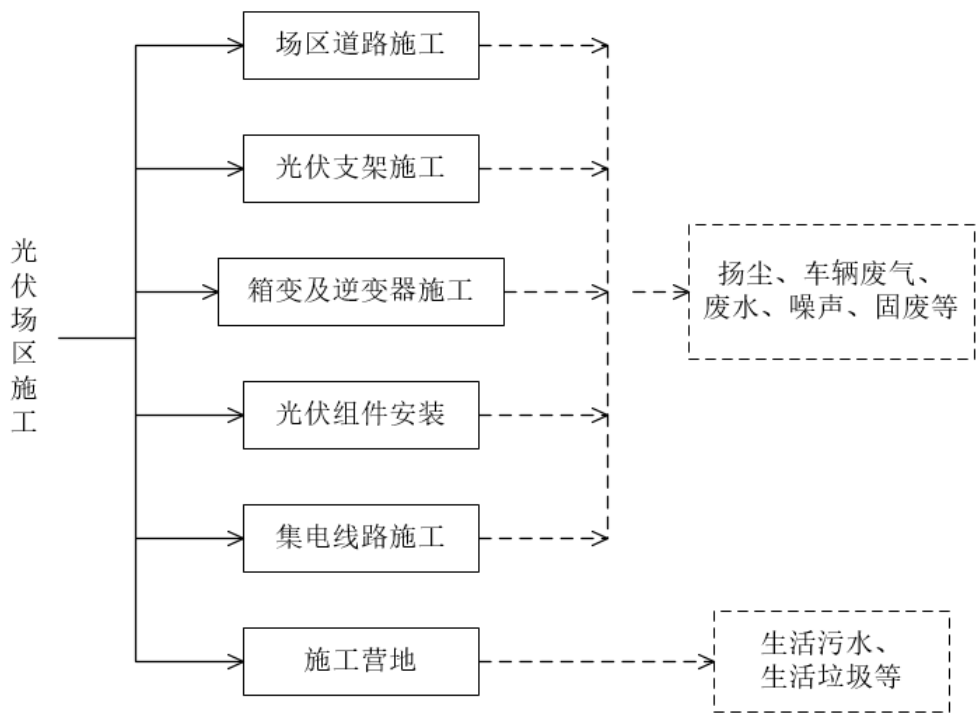 光伏场区施工
场区道路施工
光伏支架施工
箱变及逆变器施工
光伏组件安装
集电线路施工
施工营地
扬尘、车辆废气、
废水、噪声、固废等
生活污水、
生活垃圾等